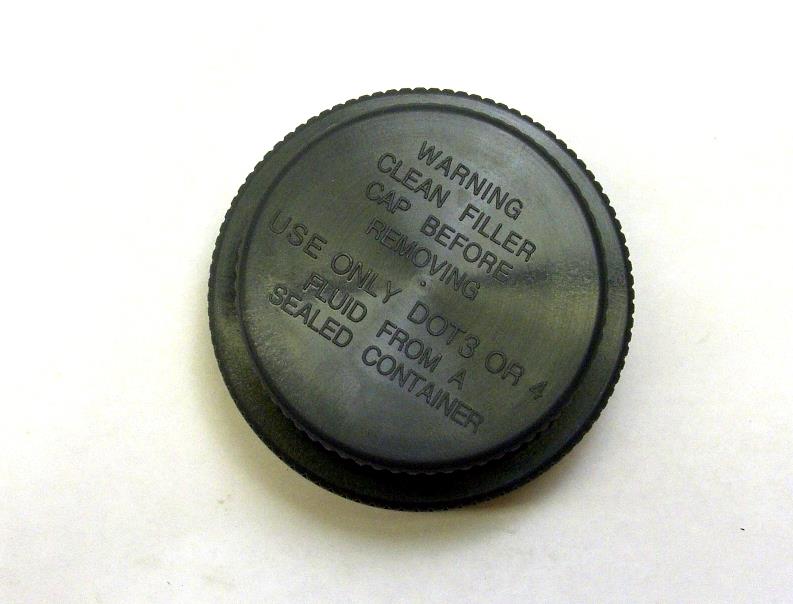 WARNING
CLEAN FILLER
CAP BEFORE
REMOVING
USE ONLY DOT3 OR 4
FLUID FROM A
SEALED CONTAINER